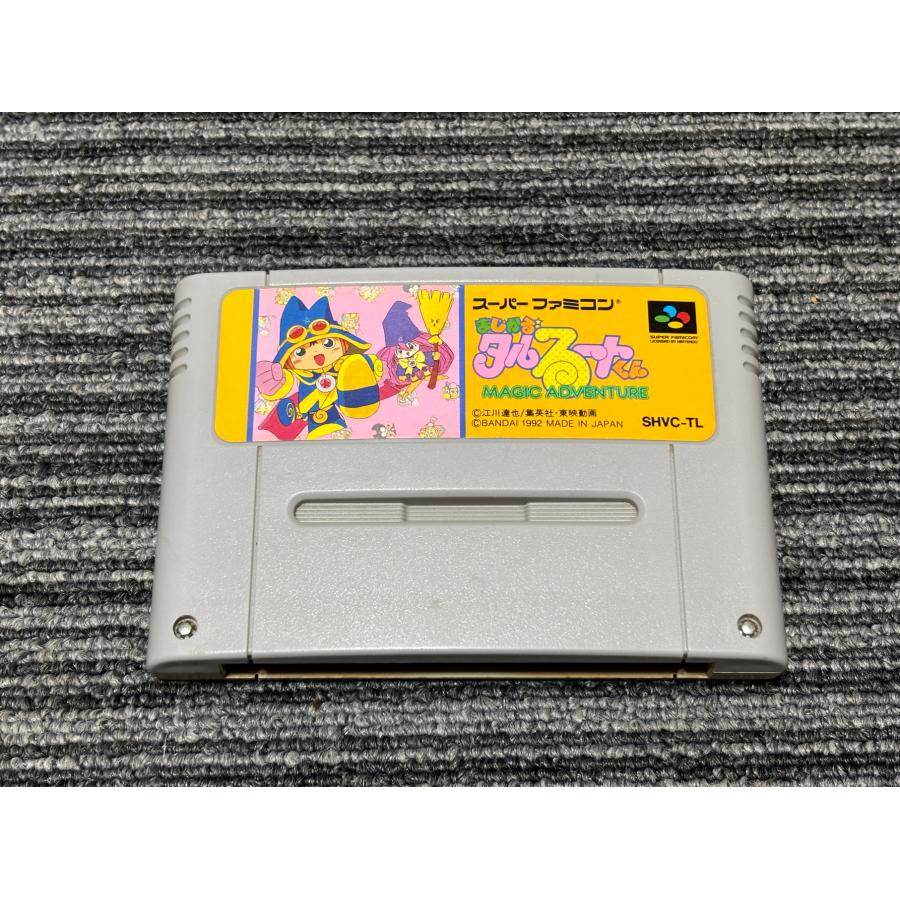 スーパーファミコン®
まじかる☆
タルるートくん
MAGIC ADVENTURE
©江川達也/集英社・東映動画
©BANDAI 1992 MADE IN JAPAN
SHVC-TL
SUPER FAMICOM
LICENSED BY NINTENDO